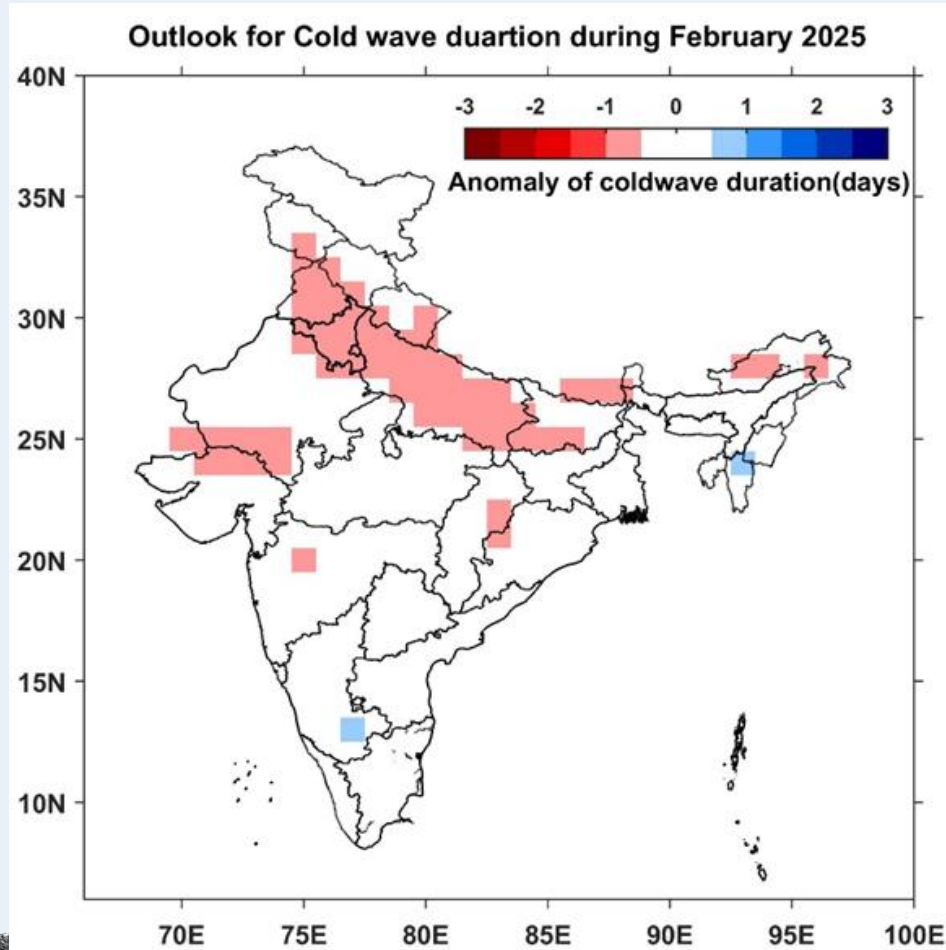 Outlook for Cold wave duartion during February 2025
40N
-3 -2 -1 0 1 2 3
Anomaly of coldwave duration(days)
35N
30N
25N
20N
15N
10N
70E 75E 80E 85E 90E 95E 100E